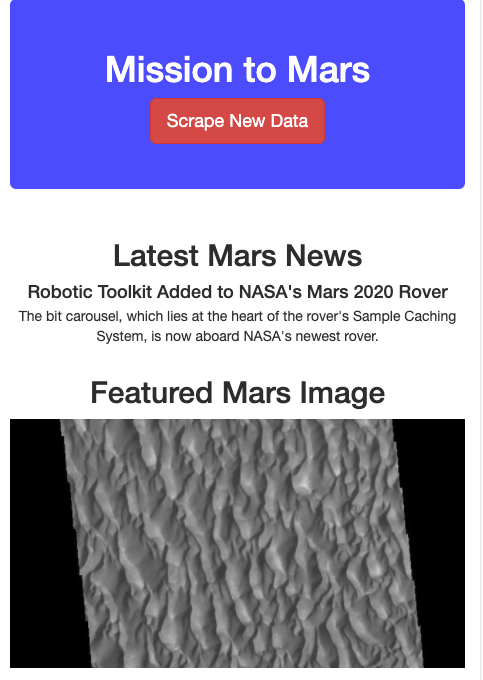 Mission to Mars
Scrape New Data
Latest Mars News
Robotic Toolkit Added to NASA's Mars 2020 Rover
The bit carousel, which lies at the heart of the rover's Sample Caching
System, is now aboard NASA's newest rover.
Featured Mars Image